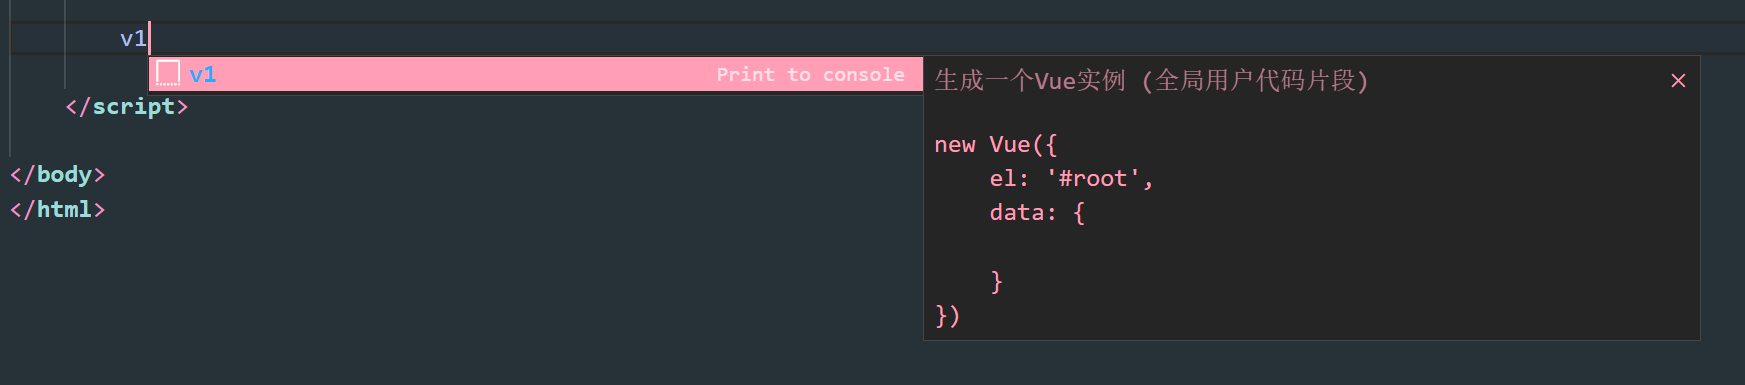 v1
v1 Print to console
</script>
</body>
</html>
生成一个Vue实例 (全局用户代码片段)
new Vue({
    el: '#root',
    data: {
    }
})